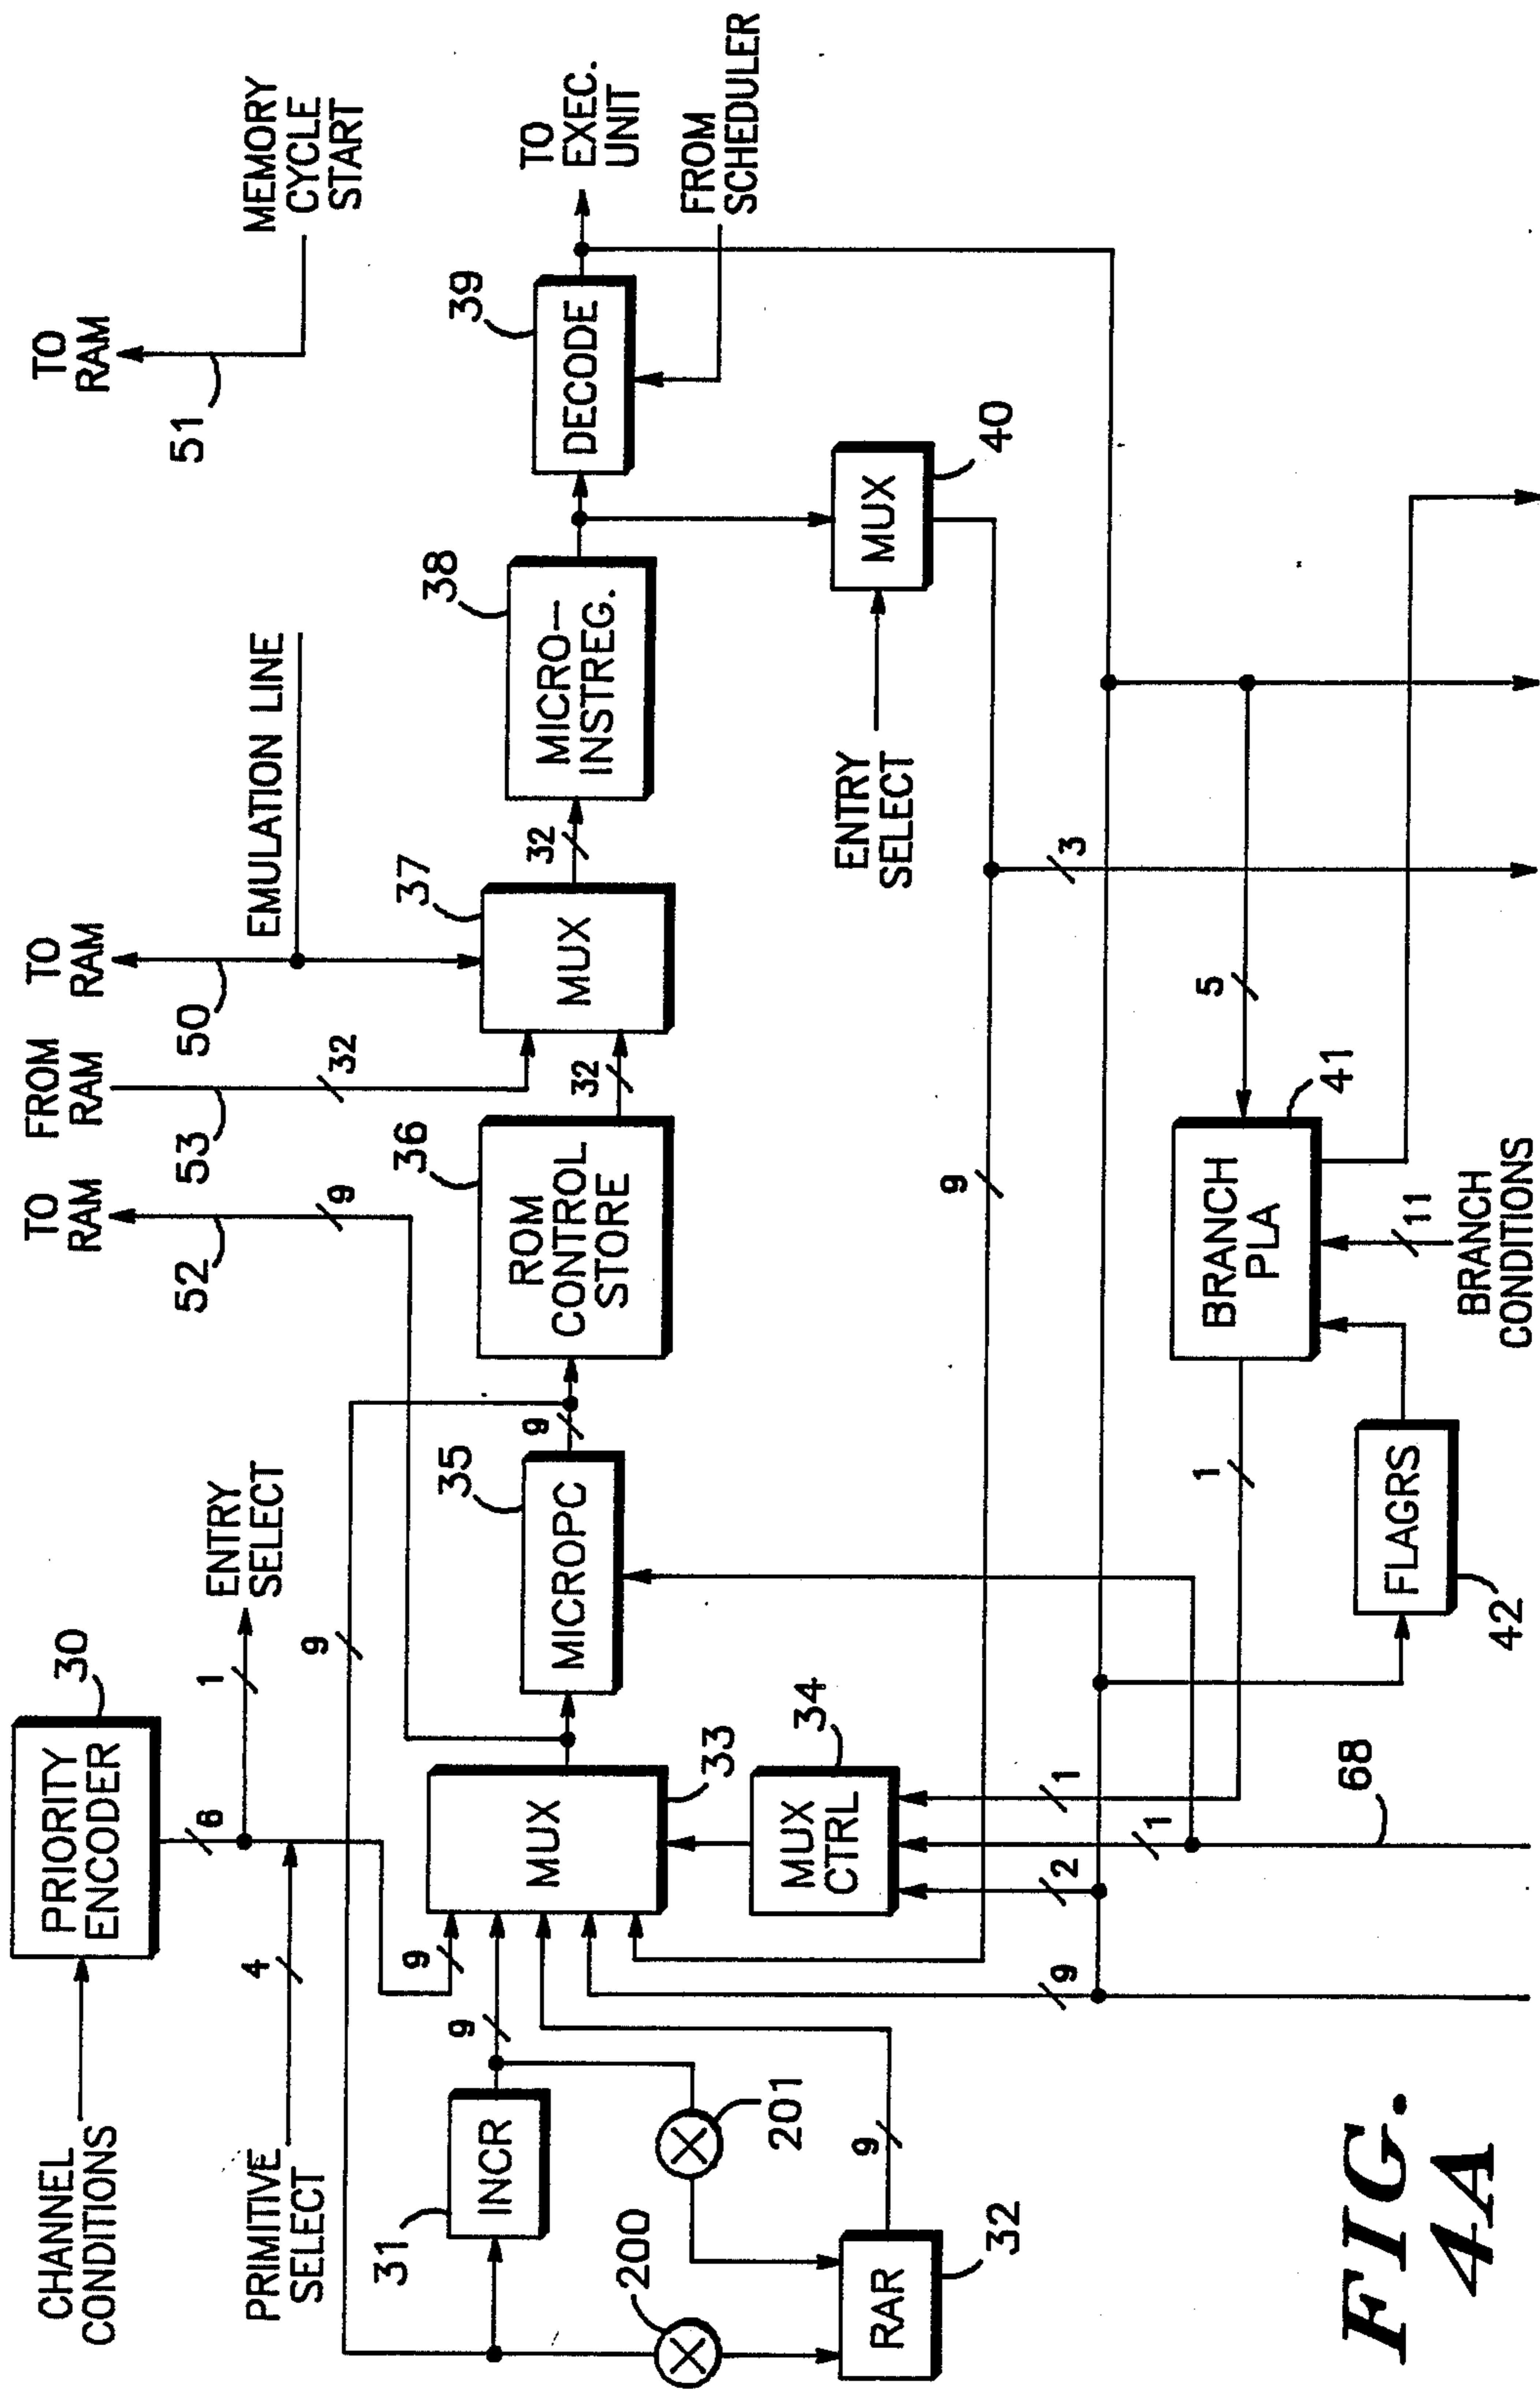 CHANNEL
CONDITIONS
PRIORITY
ENCODER
30
PRIMITIVE
SELECT
4
6
1
ENTRY
SELECT
TO
RAM
52
9
FROM
RAM
53
32
TO
RAM
50
EMULATION LINE
TO
RAM
51
MEMORY
CYCLE
START
9
31
INCR
9
9
MUX
33
MICROPC
35
9
ROM
CONTROL
STORE
36
32
MUX
37
32
MICRO-
INSTREG.
38
DECODE
39
TO
EXEC.
UNIT
FROM
SCHEDULER
200
201
RAR
32
9
MUX
CTRL
34
2
1
1
9
68
ENTRY
SELECT
MUX
40
9
3
5
BRANCH
PLA
41
1
11
BRANCH
CONDITIONS
FLAGRS
42
FIG.
4A